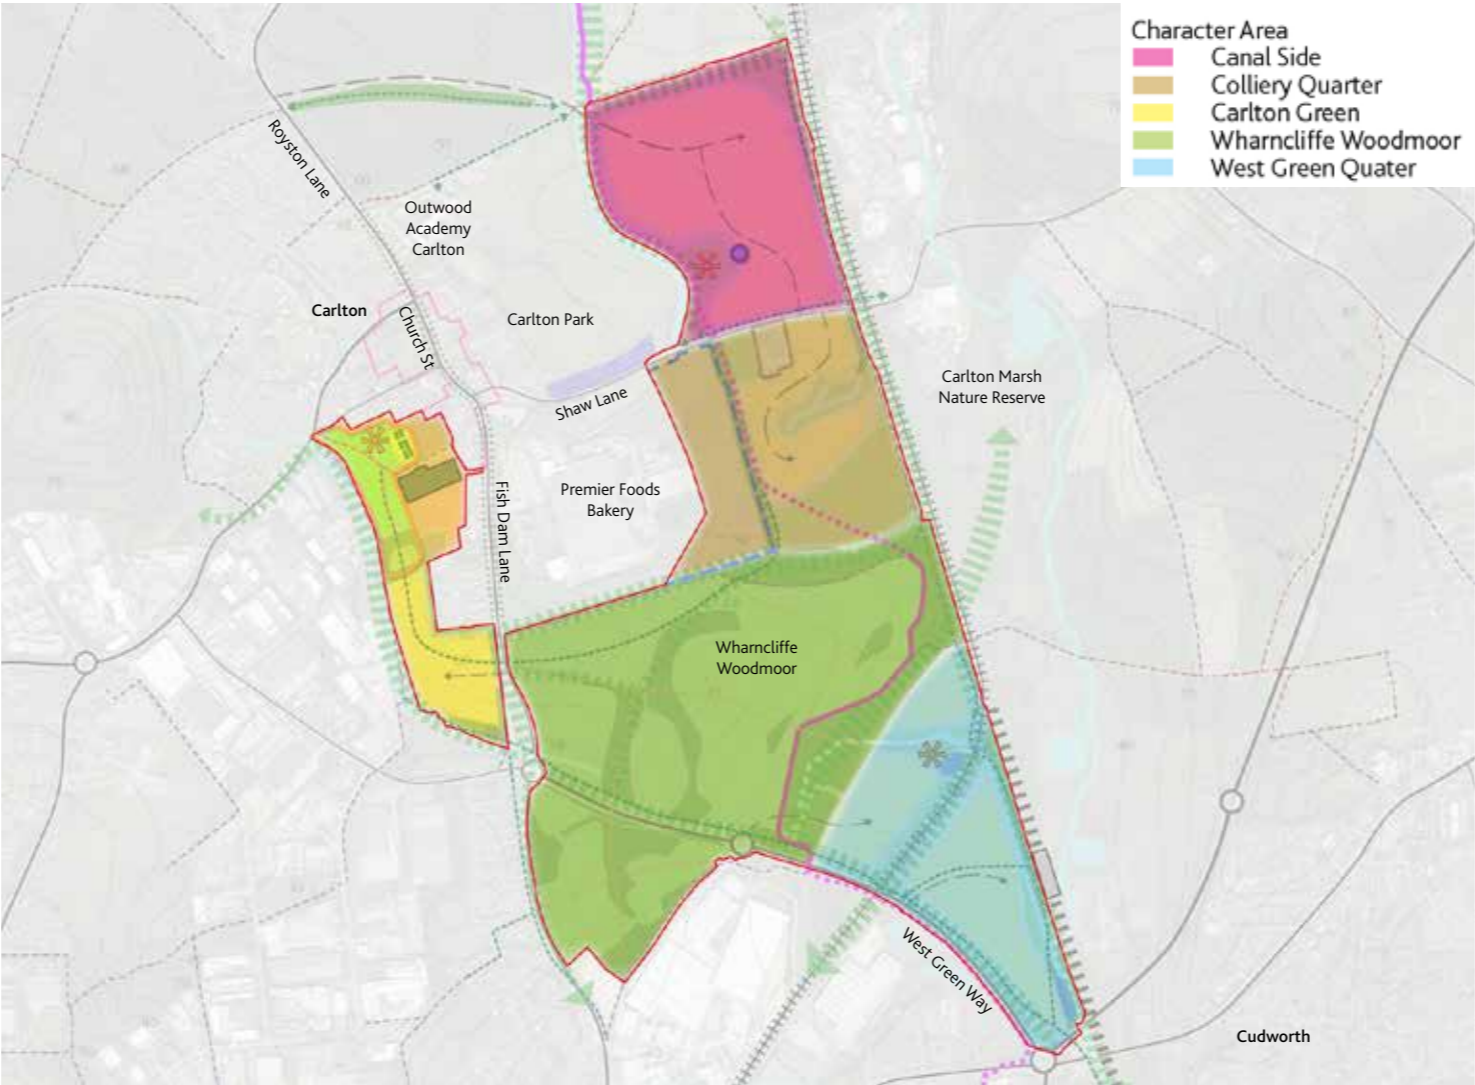 Character Area
Canal Side
Colliery Quarter
Carlton Green
Wharncliffe Woodmoor
West Green Quater
Royston Lane
Outwood
Academy
Carlton
Carlton
Church St
Carlton Park
Shaw Lane
Carlton Marsh
Nature Reserve
Premier Foods
Bakery
Fish Dam Lane
Wharncliffe
Woodmoor
West Green Way
Cudworth